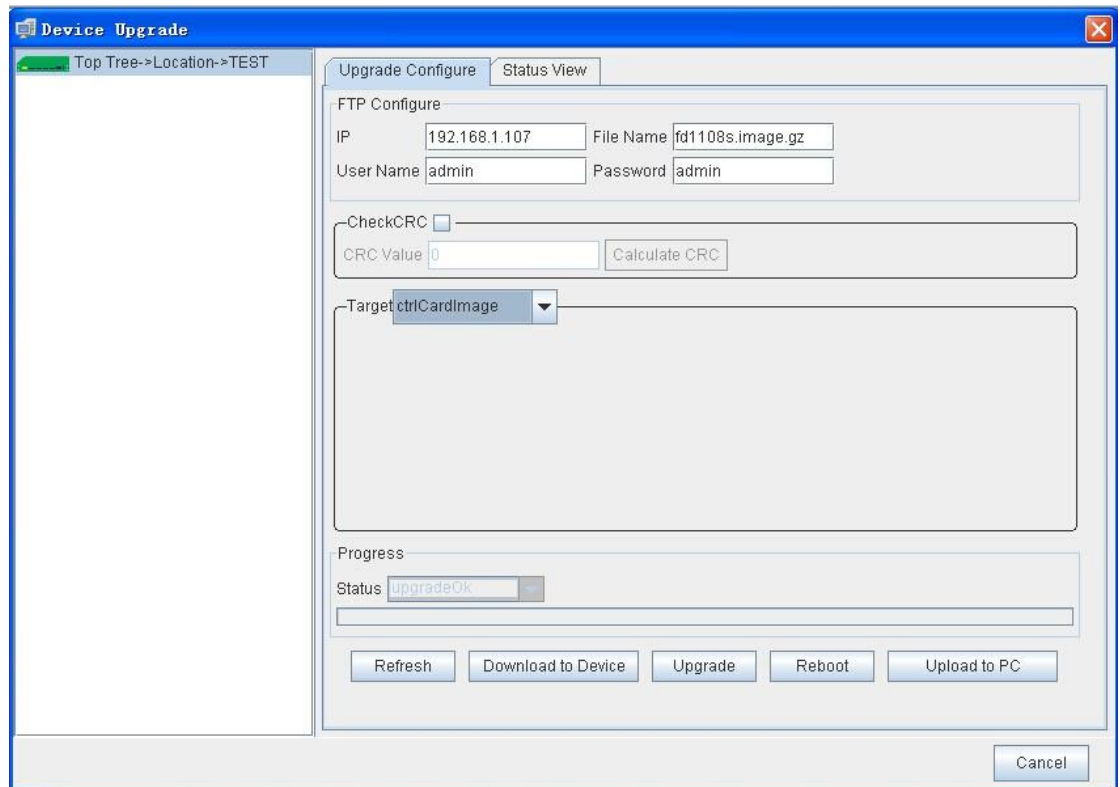 Device Upgrade
Top Tree->Location->TEST
Upgrade Configure Status View
FTP Configure
IP 192.168.1.107 File Name fd1108s.image.gz
User Name admin Password admin
CheckCRC
CRC Value 0 Calculate CRC
Target ctrlCardImage
Progress
Status upgradeOk
Refresh Download to Device Upgrade Reboot Upload to PC
Cancel